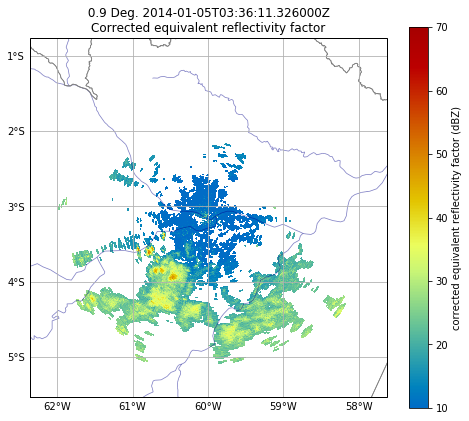 0.9 Deg. 2014-01-05T03:36:11.326000Z
Corrected equivalent reflectivity factor
1°S
2°S
3°S
4°S
5°S
62°W 61°W 60°W 59°W 58°W
70
60
50
40
30
20
10
corrected equivalent reflectivity factor (dBZ)